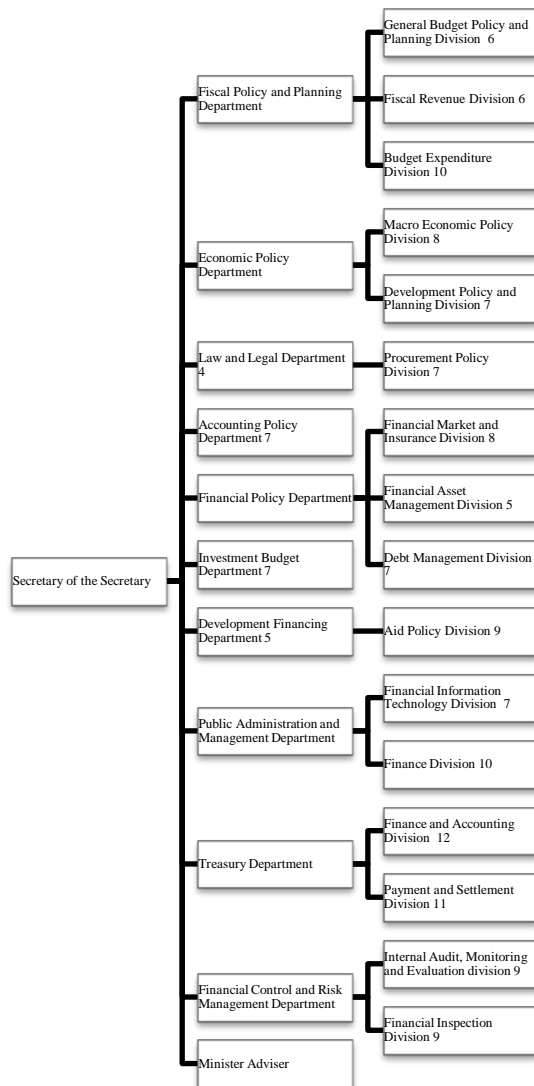 Secretary of the Secretary
Fiscal Policy and Planning
Department
General Budget Policy and
Planning Division  6
Fiscal Revenue Division 6
Budget Expenditure
Division 10
Economic Policy
Department
Macro Economic Policy
Division 8
Development Policy and
Planning Division 7
Law and Legal Department
4
Procurement Policy
Division 7
Accounting Policy
Department 7
Financial Policy Department
Financial Market and
Insurance Division 8
Financial Asset
Management Division 5
Debt Management Division
7
Investment Budget
Department 7
Development Financing
Department 5
Aid Policy Division 9
Public Administration and
Management Department
Financial Information
Technology Division  7
Finance Division 10
Treasury Department
Finance and Accounting
Division  12
Payment and Settlement
Division 11
Financial Control and Risk
Management Department
Internal Audit, Monitoring
and Evaluation division 9
Financial Inspection
Division 9
Minister Adviser